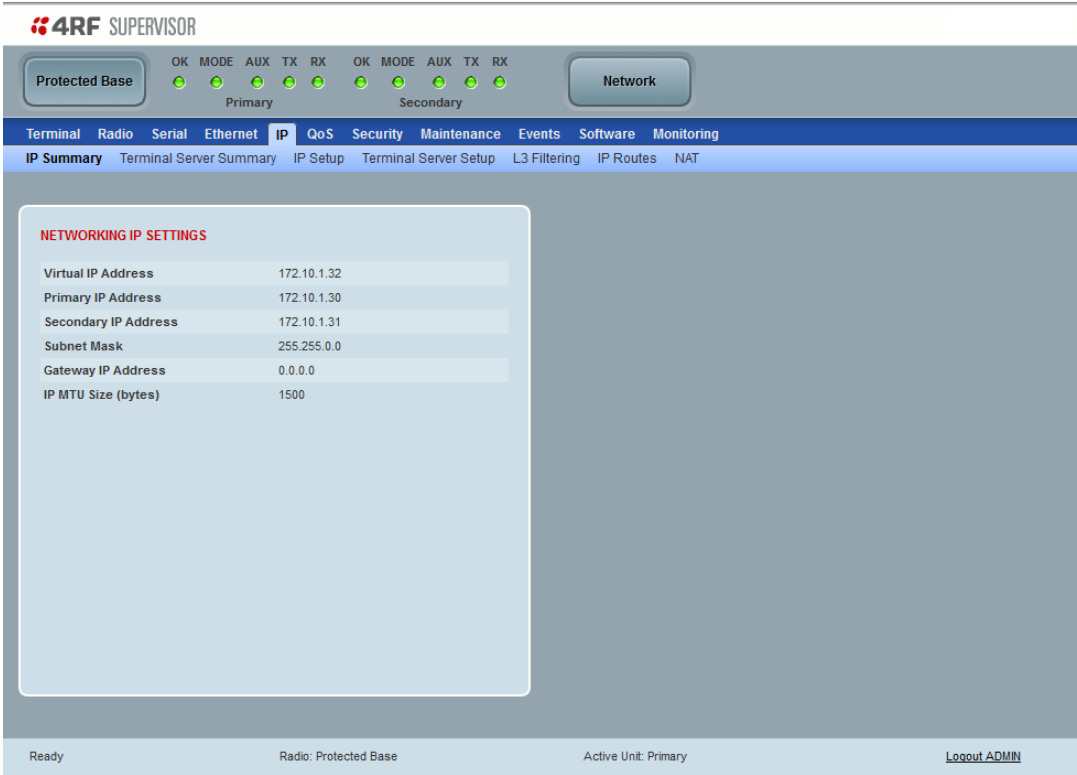 4RF SUPERVISOR
Protected Base
OK MODE AUX TX RX OK MODE AUX TX RX
Primary Secondary
Network
Terminal Radio Serial Ethernet IP QoS Security Maintenance Events Software Monitoring
IP Summary Terminal Server Summary IP Setup Terminal Server Setup L3 Filtering IP Routes NAT
NETWORKING IP SETTINGS
Virtual IP Address 172.10.1.32
Primary IP Address 172.10.1.30
Secondary IP Address 172.10.1.31
Subnet Mask 255.255.0.0
Gateway IP Address 0.0.0.0
IP MTU Size (bytes) 1500
Ready Radio: Protected Base Active Unit: Primary Logout ADMIN